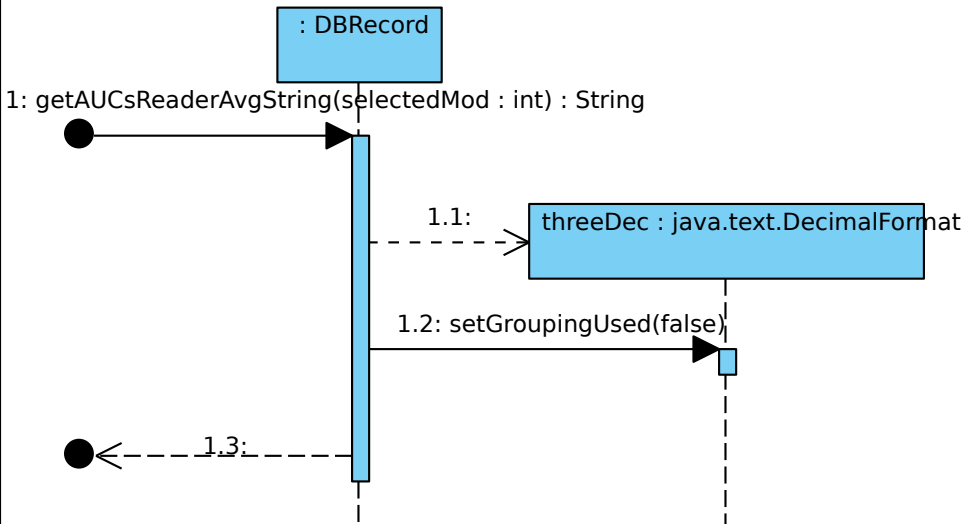 : DBRecord
1: getAUCsReaderAvgString(selectedMod : int) : String
1.1:
threeDec : java.text.DecimalFormat
1.2: setGroupingUsed(false)
1.3: